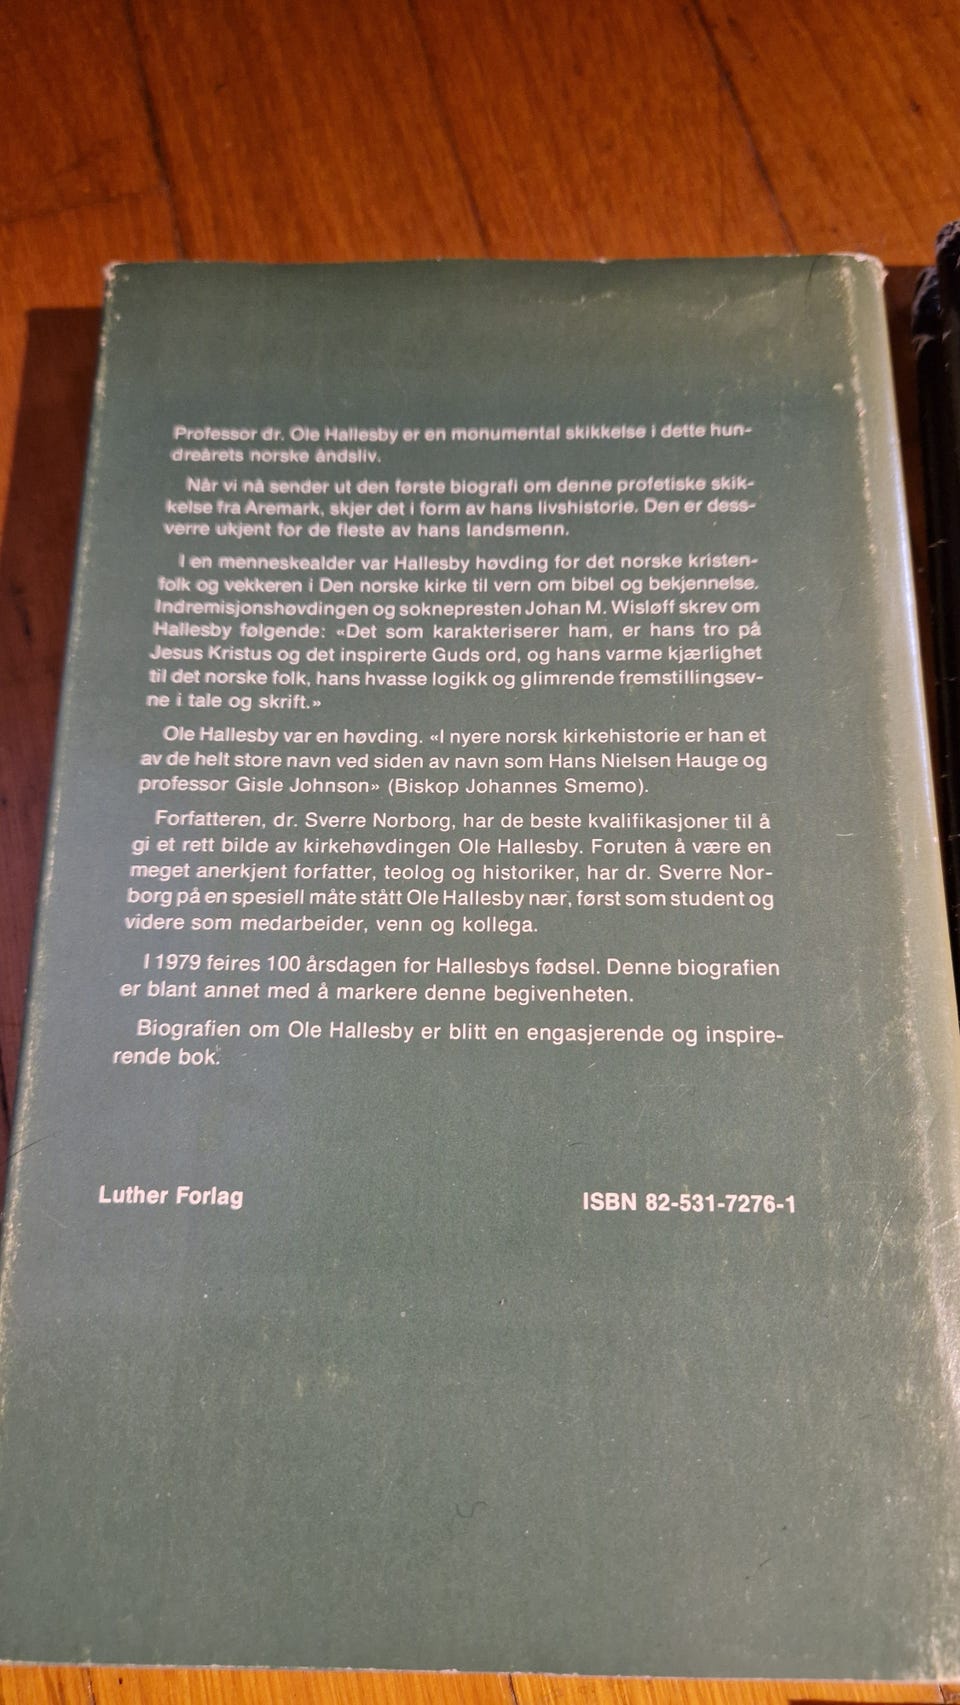 Professor dr. Ole Hallesby er en monumental skikkelse i dette hun-
dreårets norske åndsliv.
Når vi nå sender ut den første biografi om denne profetiske skik-
kelse fra Aremark, skjer det i form av hans livshistorie. Den er dess-
verre ukjent for de fleste av hans landsmenn.
I en menneskealder var Hallesby høvding for det norske kristen-
folk og vekkeren i Den norske kirke til vern om bibel og bekjennelse.
Indremisjonshøvdingen og soknepresten Johan M. Wisløff skrev om
Hallesby følgende: «Det som karakteriserer ham, er hans tro på
Jesus Kristus og det inspirerte Guds ord, og hans varme kjærlighet
til det norske folk, hans hvasse logikk og glimrende fremstillingsev-
ne i tale og skrift.»
Ole Hallesby var en høvding. «I nyere norsk kirkehistorie er han et
av de helt store navn ved siden av navn som Hans Nielsen Hauge og
professor Gisle Johnson» (Biskop Johannes Smemo).
Forfatteren, dr. Sverre Norborg, har de beste kvalifikasjoner til å
gi et rett bilde av kirkehøvdingen Ole Hallesby. Foruten å være en
meget anerkjent forfatter, teolog og historiker, har dr. Sverre Nor-
borg på en spesiell måte stått Ole Hallesby nær, først som student og
videre som medarbeider, venn og kollega.
I 1979 feires 100 årsdagen for Hallesbys fødsel. Denne biografien
er blant annet med å markere denne begivenheten.
Biografien om Ole Hallesby er blitt en engasjerende og inspire-
rende bok.
Luther Forlag
ISBN 82-531-7276-1